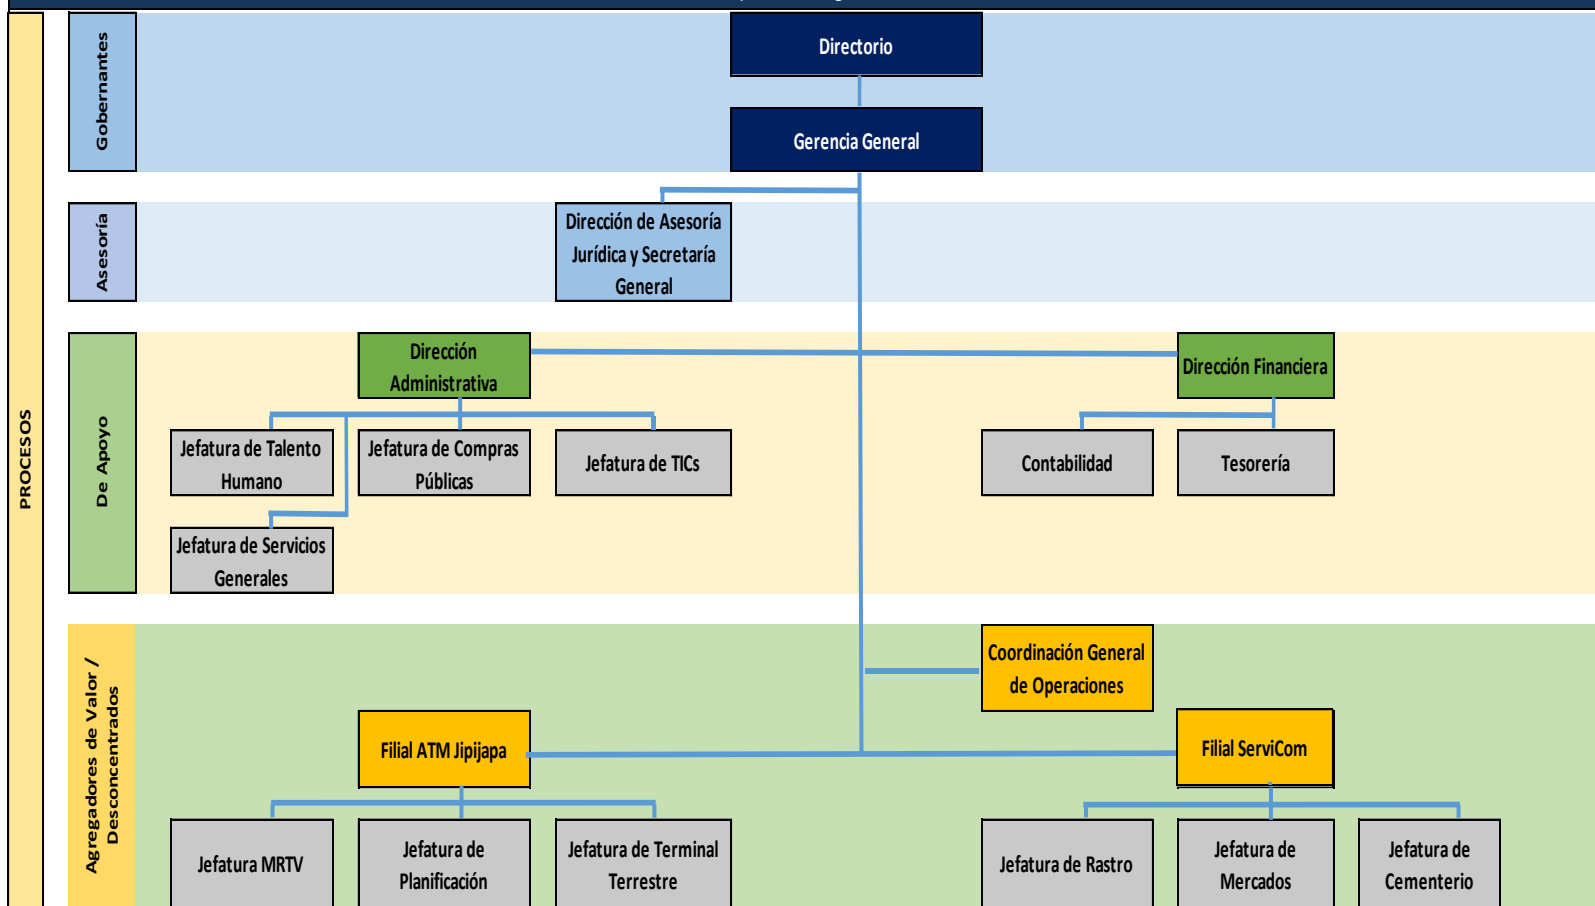 Directorio
Gobernantes
Gerencia General
Asesoría
Dirección de Asesoría
Jurídica y Secretaría
General
PROCESOS
De Apoyo
Dirección
Administrativa
Dirección Financiera
Jefatura de Talento
Humano
Jefatura de Compras
Públicas
Jefatura de TICs
Contabilidad
Tesorería
Jefatura de Servicios
Generales
Agregadores de Valor /
Desconcentrados
Coordinación General
de Operaciones
Filial ATM Jipijapa
Filial ServiCom
Jefatura MRTV
Jefatura de
Planificación
Jefatura de Terminal
Terrestre
Jefatura de Rastro
Jefatura de
Mercados
Jefatura de
Cementerio